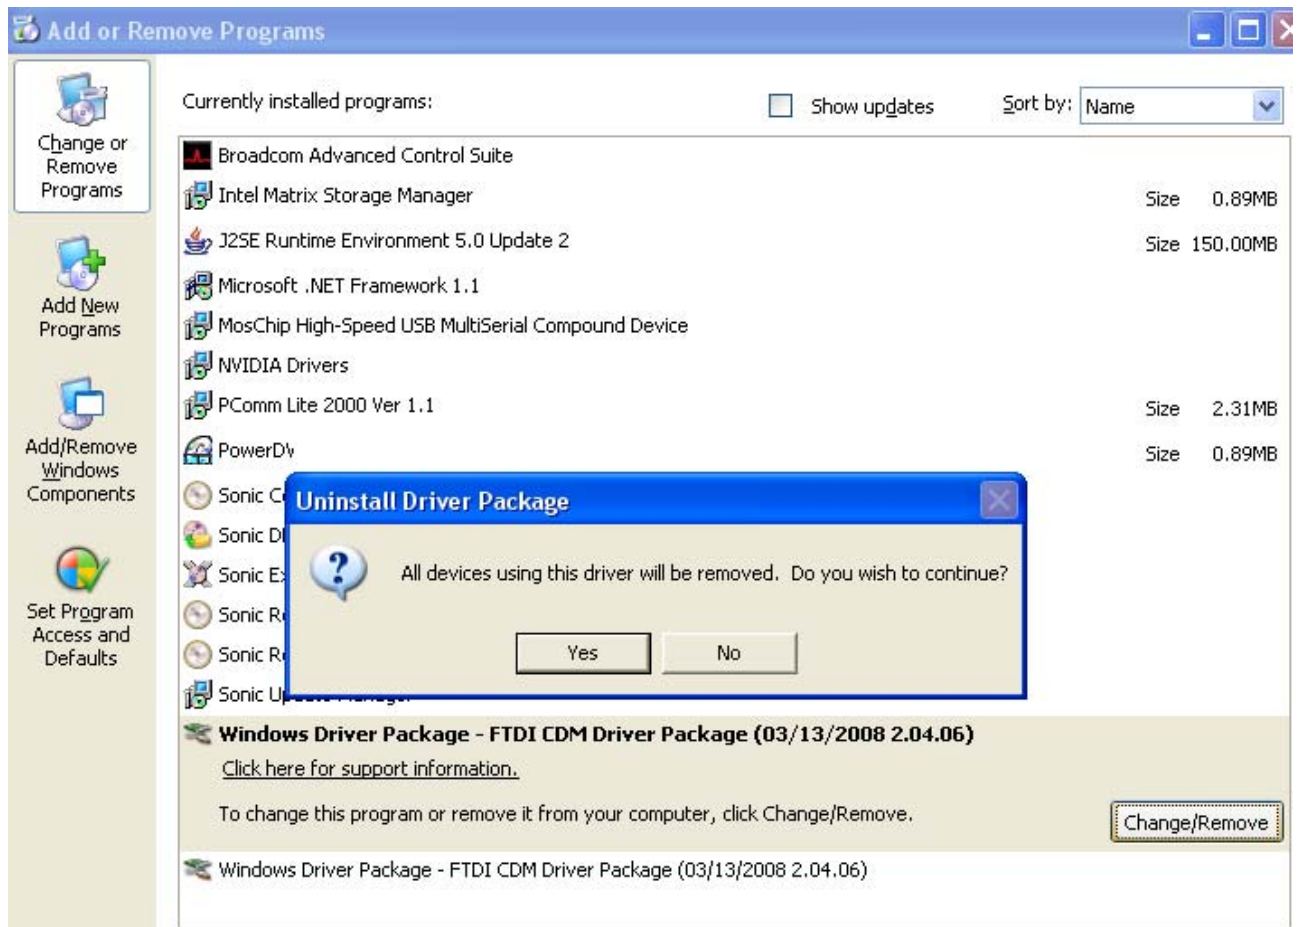 Add or Remove Programs
Change or
Remove
Programs
Add New
Programs
Add/Remove
Windows
Components
Set Program
Access and
Defaults
Currently installed programs:
Show updates
Sort by: Name
Broadcom Advanced Control Suite
Intel Matrix Storage Manager Size 0.89MB
J2SE Runtime Environment 5.0 Update 2 Size 150.00MB
Microsoft .NET Framework 1.1
MosChip High-Speed USB MultiSerial Compound Device
NVIDIA Drivers
PComm Lite 2000 Ver 1.1 Size 2.31MB
PowerDV Size 0.89MB
Sonic
Sonic
Sonic
Sonic
Sonic
Sonic
Uninstall Driver Package
All devices using this driver will be removed. Do you wish to continue?
Yes No
Windows Driver Package - FTDI CDM Driver Package (03/13/2008 2.04.06)
Click here for support information.
To change this program or remove it from your computer, click Change/Remove.
Change/Remove
Windows Driver Package - FTDI CDM Driver Package (03/13/2008 2.04.06)